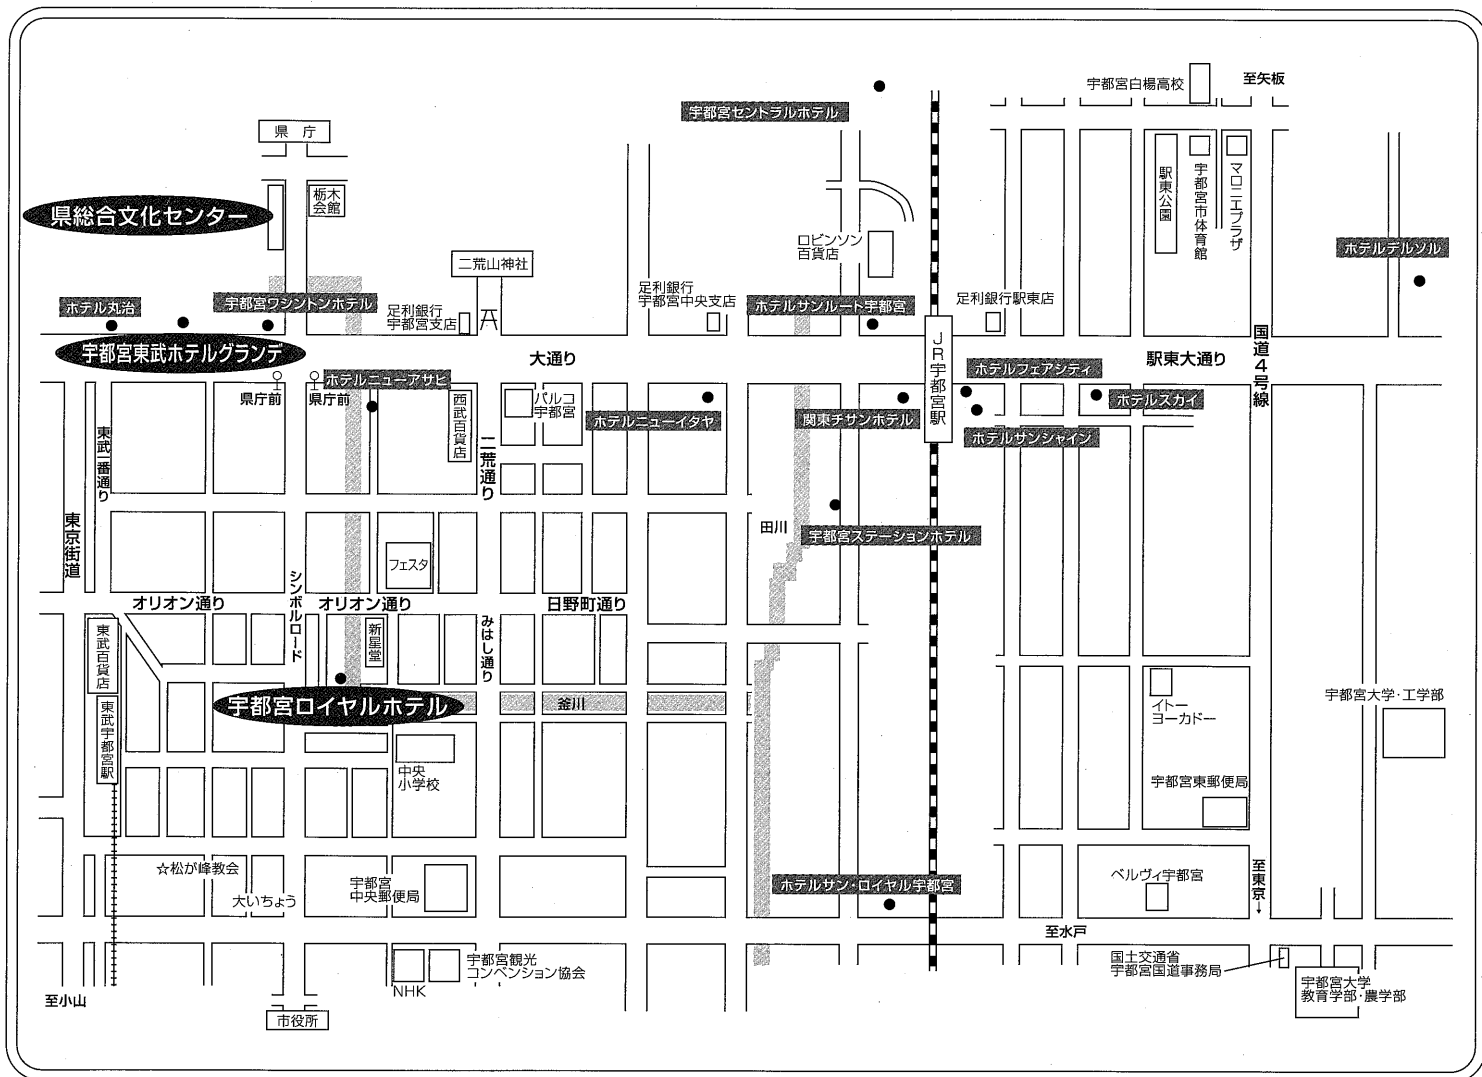 宇都宮白楊高校
至矢板
宇都宮セントラルホテル
県庁
栃木
会館
県総合文化センター
駅東公園
宇都宮市体育館
マロニエプラザ
ロビンソン
百貨店
ホテルデルソル
二荒山神社
ホテル丸治
宇都宮ワシントンホテル
足利銀行
宇都宮支店
足利銀行
宇都宮中央支店
ホテルサンルート宇都宮
足利銀行駅東店
宇都宮東武ホテルグランデ
大通り
JR宇都宮駅
駅東大通り
国道4号線
県庁前
県庁前
ホテルニューアサヒ
西武百貨店
パルコ
宇都宮
ホテルニューイタヤ
関東チサンホテル
ホテルフェアシティ
ホテルスカイ
ホテルサンシャイン
東武一番通り
二荒通り
東京街道
田川
宇都宮ステーションホテル
フェスタ
オリオン通り
シンボルロード
オリオン通り
日野町通り
東武百貨店
新星堂
みはし通り
宇都宮ロイヤルホテル
釜川
東武宇都宮駅
中央
小学校
イトー
ヨーカドー
宇都宮大学・工学部
宇都宮東郵便局
☆松が峰教会
大いちょう
宇都宮
中央郵便局
ホテルサン・ロイヤル宇都宮
ベルヴィ宇都宮
至東京→
至水戸
宇都宮観光
コンベンション協会
NHK
国土交通省
宇都宮国道事務局
宇都宮大学
教育学部・農学部
至小山
市役所